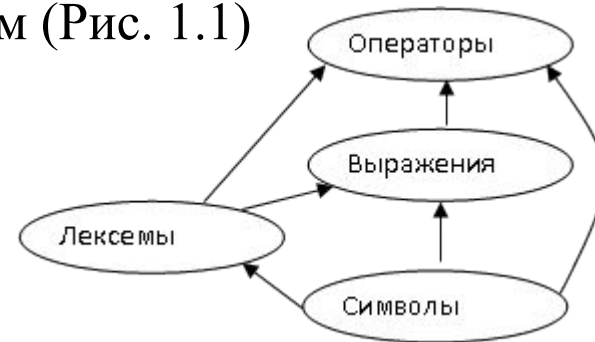 м (Рис. 1.1)
Операторы
Выражения
Лексемы
Символы